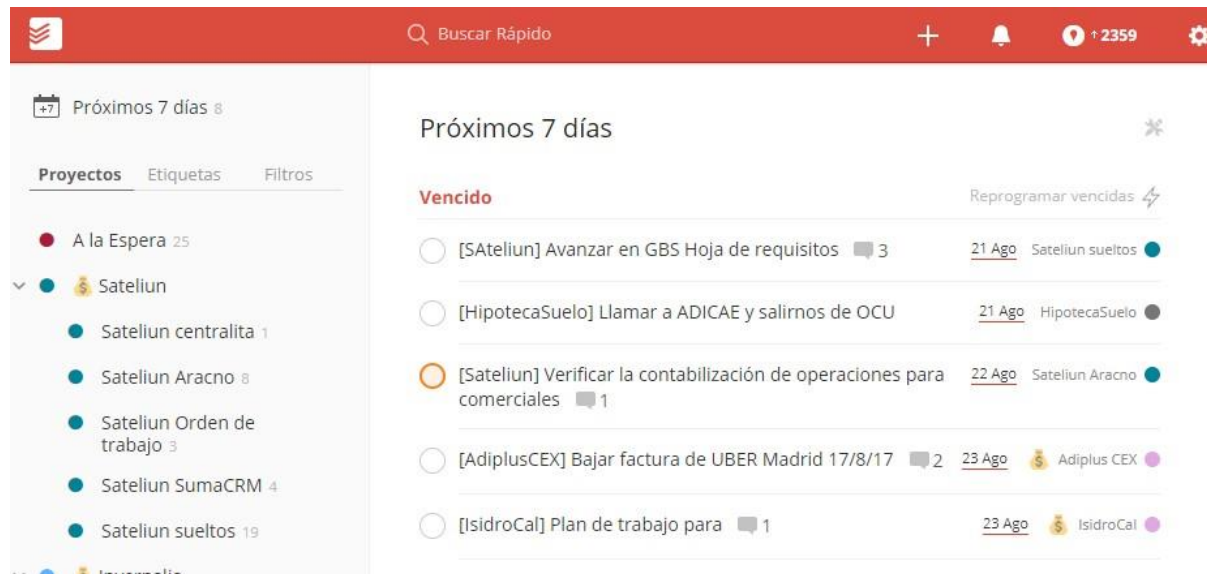 Buscar Rápido
↑2359
+7 Próximos 7 días 8
Proyectos Etiquetas Filtros
A la Espera 25
Sateliun
Sateliun centralita 1
Sateliun Aracno 8
Sateliun Orden de
trabajo 3
Sateliun SumaCRM 4
Sateliun sueltos 19
Próximos 7 días
Vencido Reprogramar vencidas
[SAteliun] Avanzar en GBS Hoja de requisitos 3 21 Ago Sateliun sueltos
[HipotecaSuelo] Llamar a ADICAE y salirnos de OCU 21 Ago HipotecaSuelo
[Sateliun] Verificar la contabilización de operaciones para 22 Ago Sateliun Aracno
comerciales 1
[AdiplusCEX] Bajar factura de UBER Madrid 17/8/17 2 23 Ago Adiplus CEX
[IsidroCal] Plan de trabajo para 1 23 Ago IsidroCal